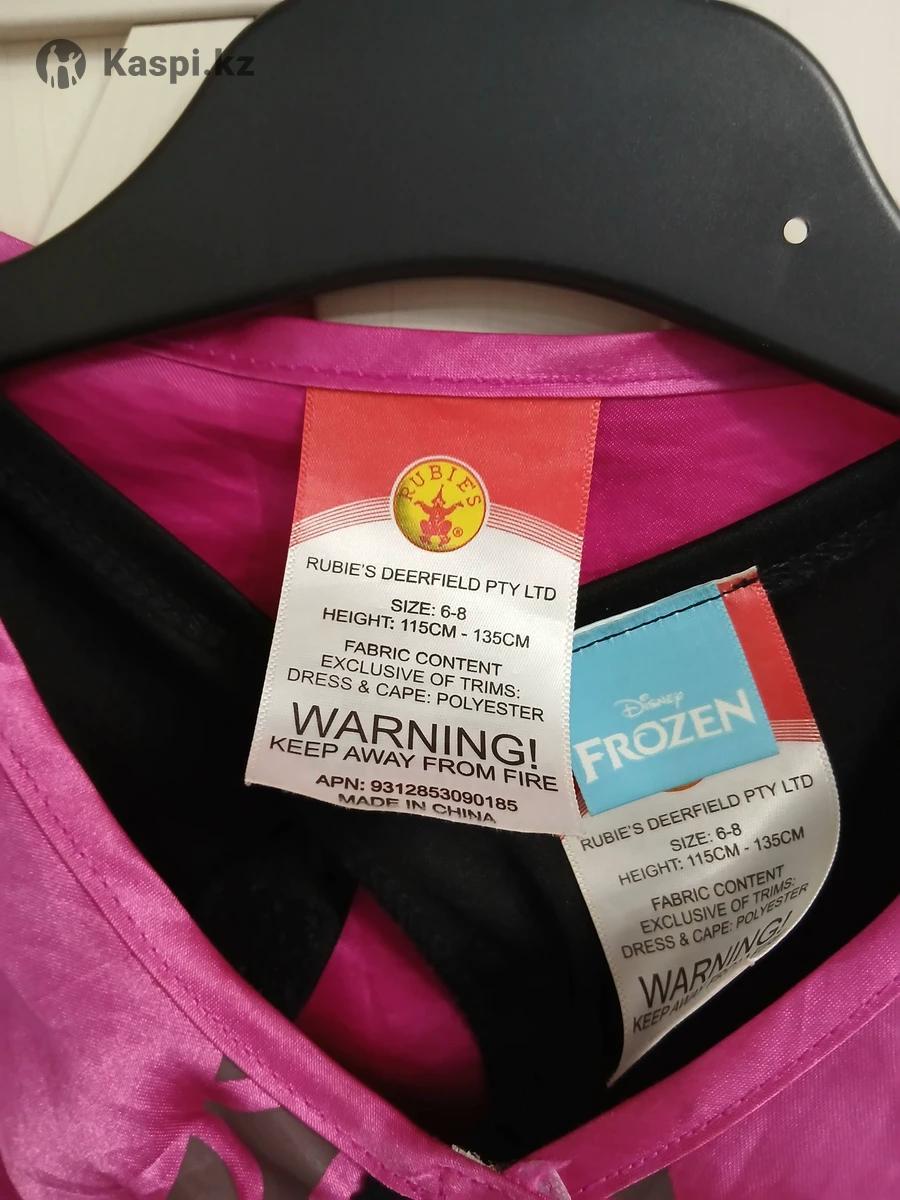 Kaspi.kz
RUBIE'S
®
RUBIE'S DEERFIELD PTY LTD
SIZE: 6-8
HEIGHT: 115CM - 135CM
FABRIC CONTENT
EXCLUSIVE OF TRIMS:
DRESS & CAPE: POLYESTER
WARNING!
KEEP AWAY FROM FIRE
APN: 9312853090185
MADE IN CHINA
Disney
FROZEN
RUBIE'S DEERFIELD PTY LTD
SIZE: 6-8
HEIGHT: 115CM - 135CM
FABRIC CONTENT
EXCLUSIVE OF TRIMS:
DRESS & CAPE: POLYESTER
WARNING!
KEEP